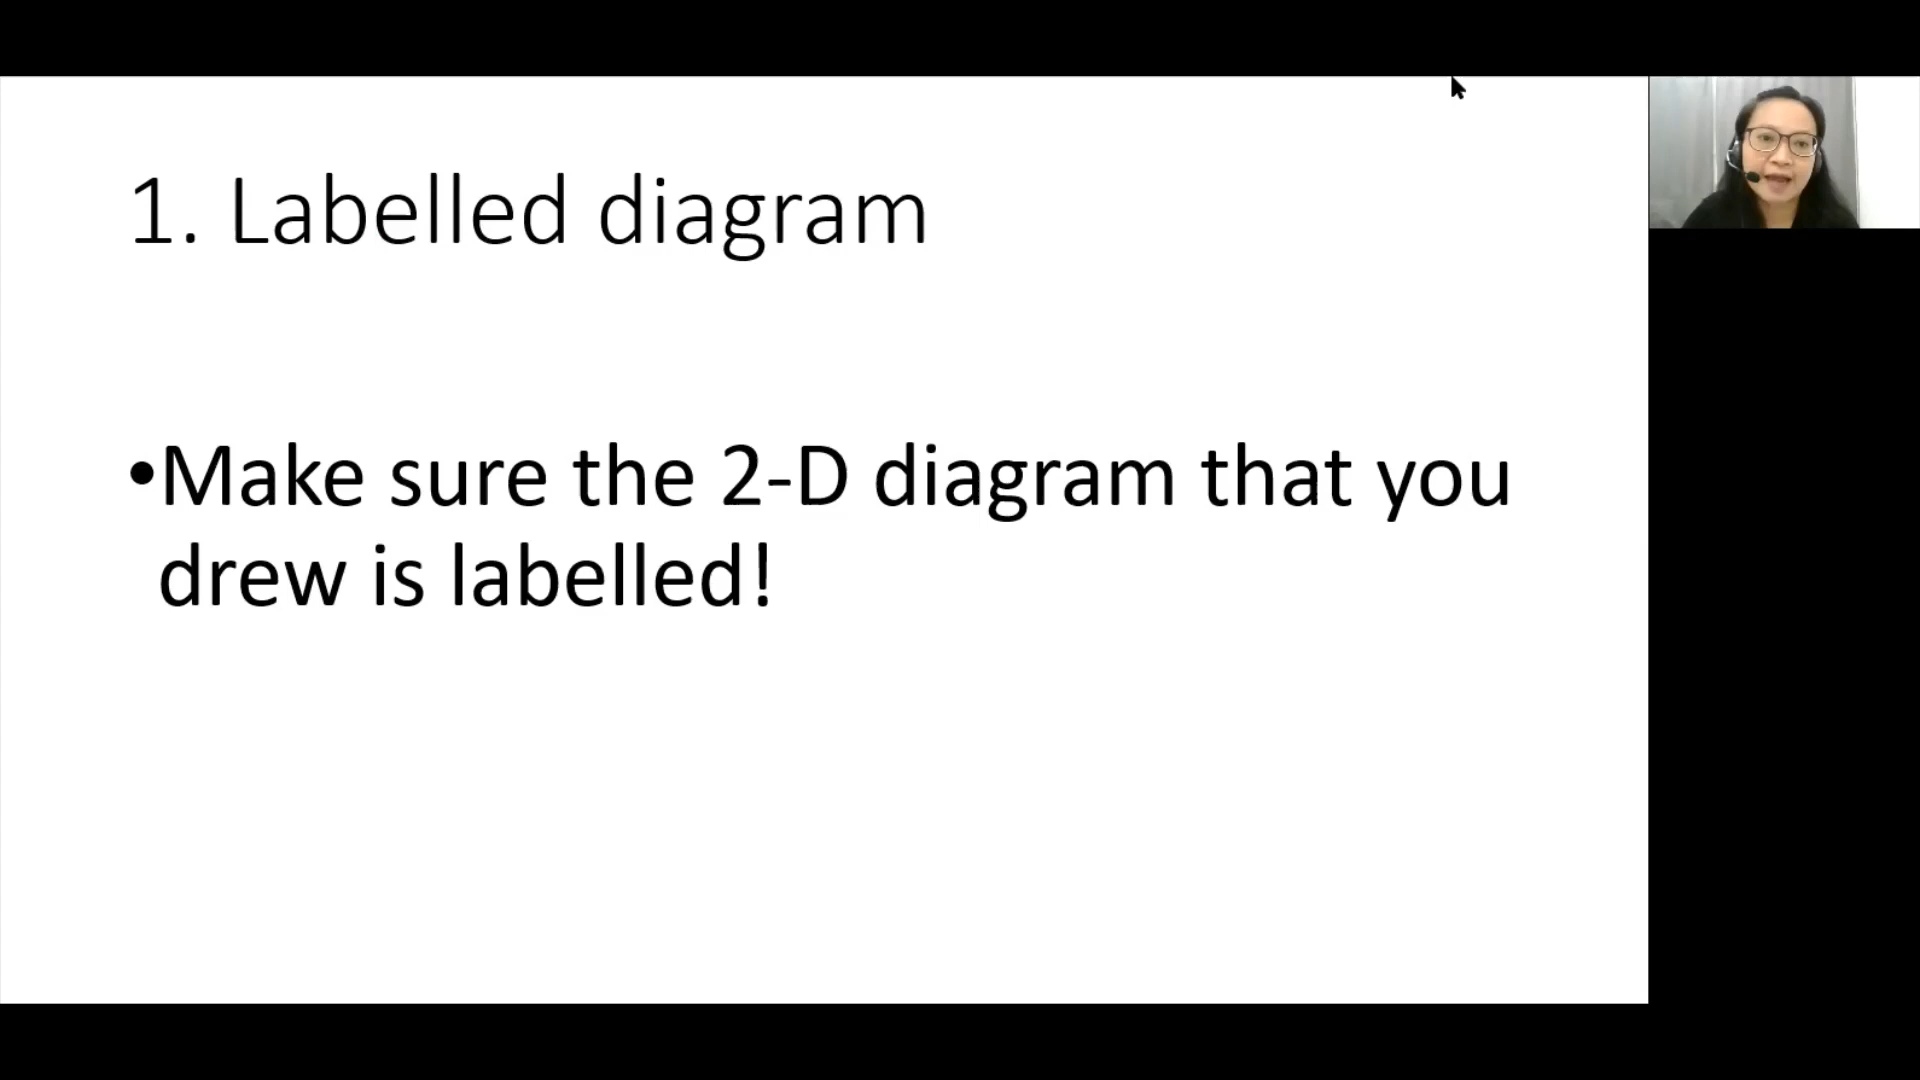 1. Labelled diagram
•Make sure the 2-D diagram that you
drew is labelled!